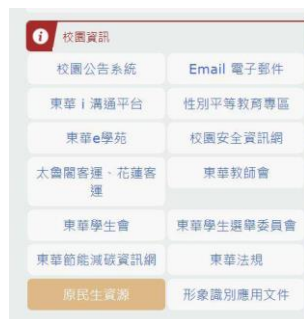 校園資訊
校園公告系統
Email 電子郵件
東華 i 溝通平台
性別平等教育專區
東華e學苑
校園安全資訊網
太魯閣客運、花蓮客
運
東華教師會
東華學生會
東華學生選舉委員會
東華節能減碳資訊網
東華法規
原民生資源
形象識別應用文件